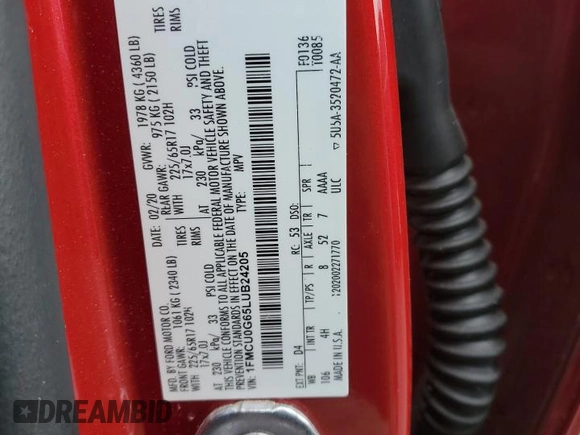 MFD. BY FORD MOTOR CO.
DATE: 02/20 GVWR: 1978 KG ( 4360 LB)
FRONT GAWR: 1061 KG ( 2340 LB) REAR GAWR: 975 KG ( 2150 LB)
225/65R17 102H TIRES WITH 225/65R17 102H TIRES
17x7.0J RIMS 17x7.0J RIMS
AT 230 kPa/ 33 PSI COLD AT 230 kPa/ 33 PSI COLD
THIS VEHICLE CONFORMS TO ALL APPLICABLE FEDERAL MOTOR VEHICLE SAFETY AND THEFT
PREVENTION STANDARDS IN EFFECT ON THE DATE OF MANUFACTURE SHOWN ABOVE.
VIN: 1FMCU0G65LUB24205
TYPE: MPV
F0136
T0085
EXT PNT: D4 RC: 53 DSO:
WB INT TR TP/PS R AXLE TR SPR
106 4H 8 52 7 AAAA
ULC
MADE IN U.S.A. 5U5A-3520472-AA
DREAMBID